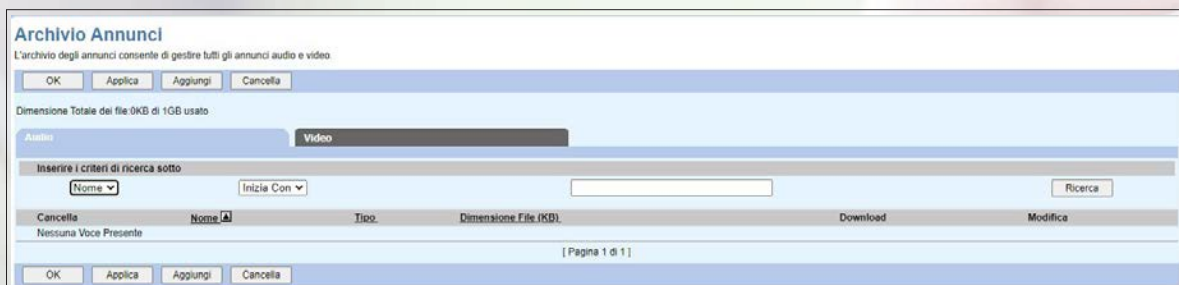 Archivio Annunci
L'archivio degli annunci consente di gestire tutti gli annunci audio e video.
OK Applica Aggiungi Cancella
Dimensione Totale dei file:0KB di 1GB usato
Audio Video
Inserire i criteri di ricerca sotto
Nome Inizia Con Ricerca
Cancella Nome Tipo Dimensione File (KB) Download Modifica
Nessuna Voce Presente
[ Pagina 1 di 1 ]
OK Applica Aggiungi Cancella